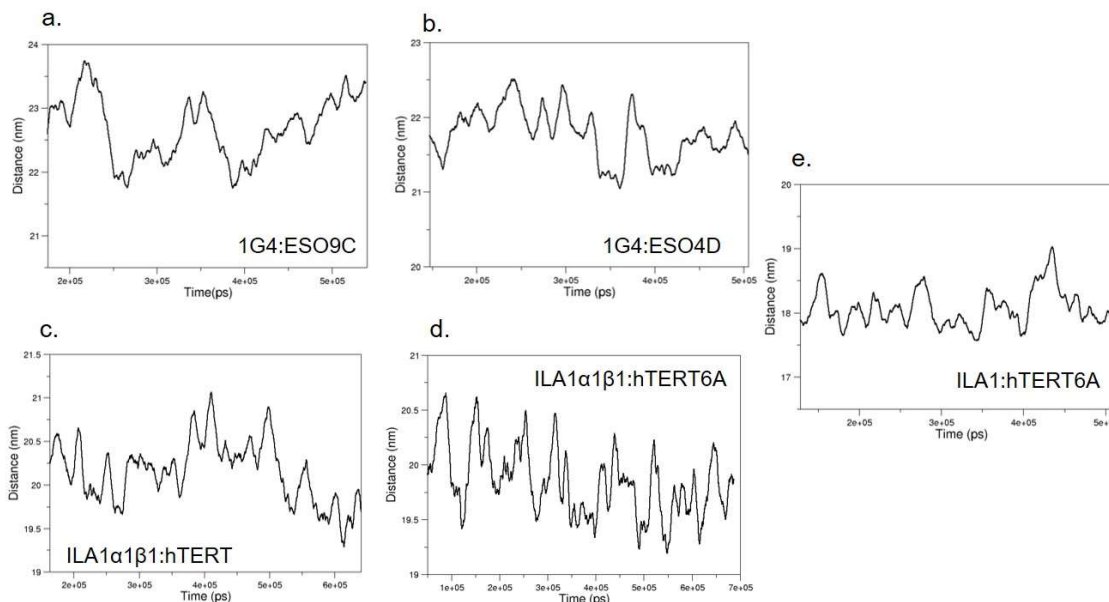 a.
24
23
22
21
Distance (nm)
1G4:ESO9C
2e+05 3e+05 4e+05 5e+05
Time(ps)
b.
23
22
21
20
Distance (nm)
1G4:ESO4D
2e+05 3e+05 4e+05 5e+05
Time (ps)
c.
21.5
21
20.5
20
19.5
19
Distance (nm)
ILA1α1β1:hTERT
2e+05 3e+05 4e+05 5e+05 6e+05
Time (ps)
d.
21
20.5
20
19.5
19
Distance (nm)
ILA1α1β1:hTERT6A
1e+05 2e+05 3e+05 4e+05 5e+05 6e+05 7e+05
Time (ps)
e.
20
19
18
17
Distance (nm)
ILA1:hTERT6A
2e+05 3e+05 4e+05
Time (ps)